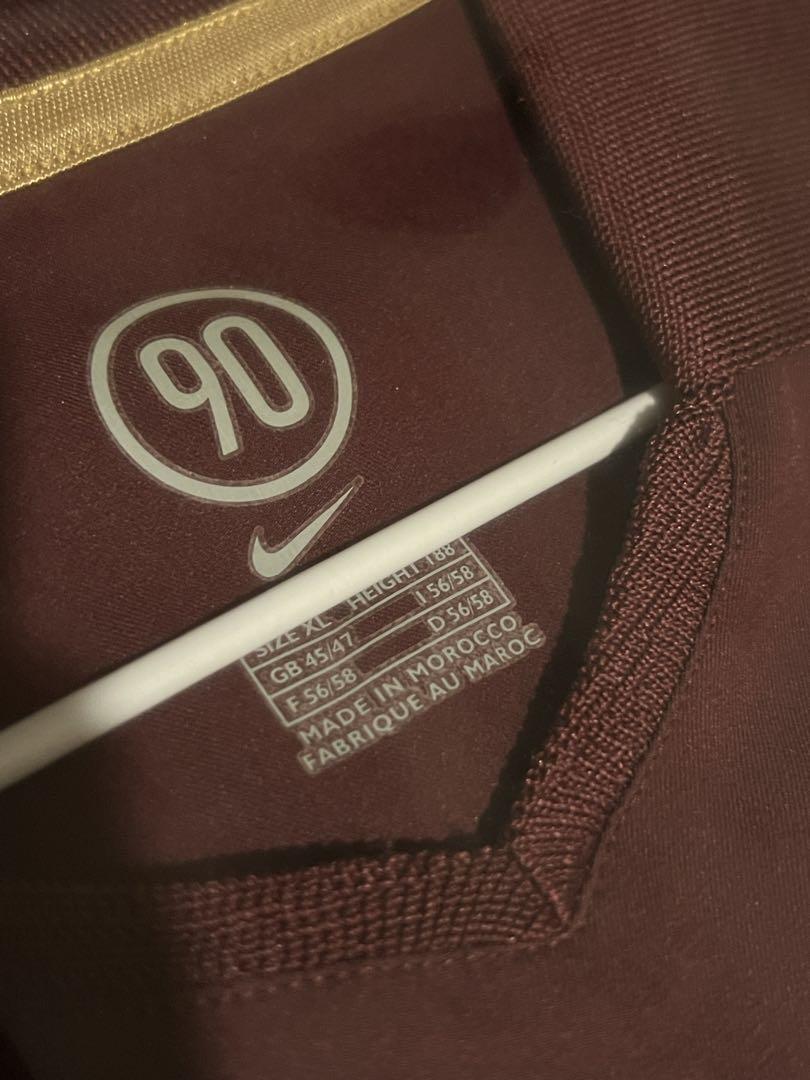 90
SIZE XL HEIGHT 188
GB 45/47 I 56/58
F 56/58 D 56/58
MADE IN MOROCCO
FABRIQUE AU MAROC